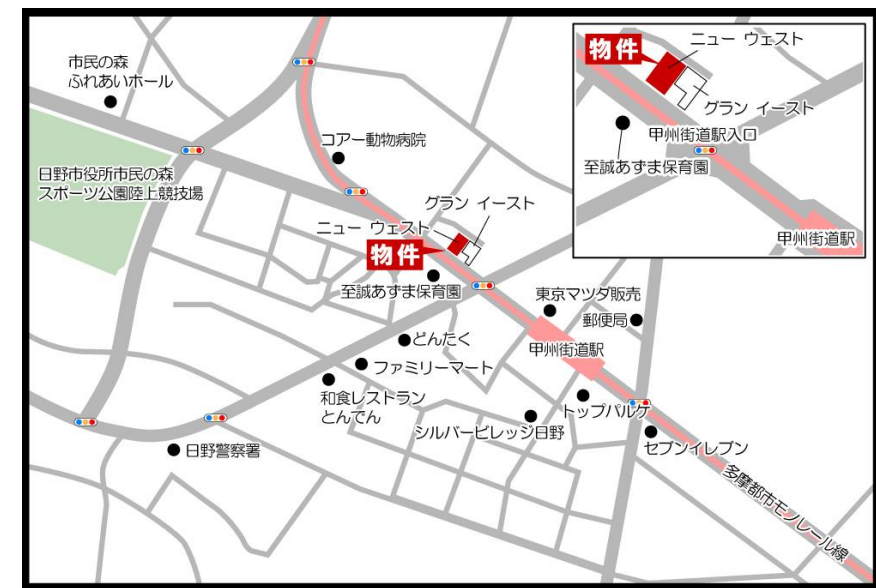 市民の森
ふれあいホール
日野市役所市民の森
スポーツ公園陸上競技場
コアー動物病院
グラン イースト
ニュー ウェスト
物件
至誠あずま保育園
東京マツダ販売
郵便局
甲州街道駅
どんたく
ファミリーマート
和食レストラン
とんでん
トップパルケ
シルバービレッジ日野
セブンイレブン
日野警察署
多摩都市モノレール線
物件
ニュー ウェスト
グラン イースト
甲州街道駅入口
至誠あずま保育園
甲州街道駅